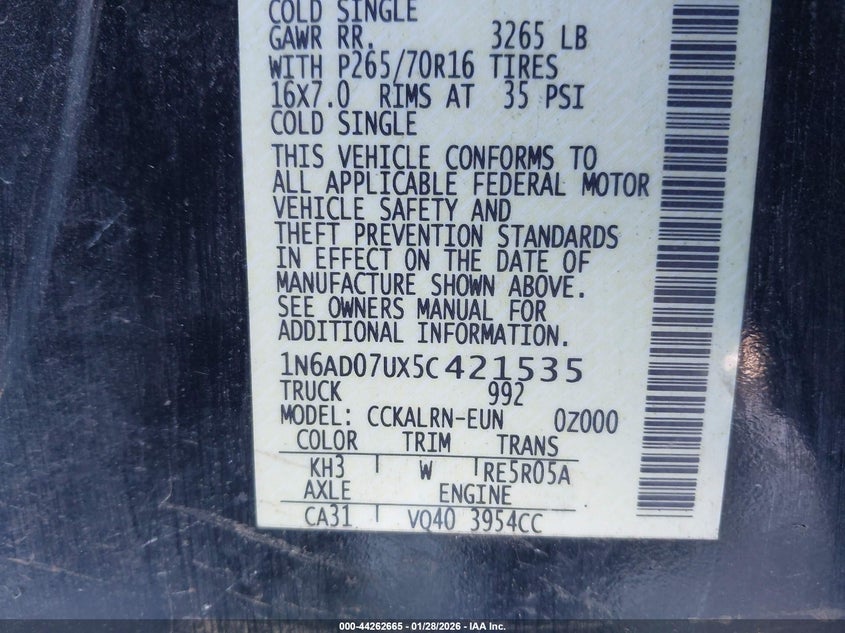 COLD SINGLE
GAWR RR. 3265 LB
WITH P265/70R16 TIRES
16X7.0 RIMS AT 35 PSI
COLD SINGLE
THIS VEHICLE CONFORMS TO
ALL APPLICABLE FEDERAL MOTOR
VEHICLE SAFETY AND
THEFT PREVENTION STANDARDS
IN EFFECT ON THE DATE OF
MANUFACTURE SHOWN ABOVE.
SEE OWNERS MANUAL FOR
ADDITIONAL INFORMATION.
1N6AD07UX5C421535
TRUCK 992
MODEL: CCKALRN-EUN 0Z000
COLOR TRIM TRANS
KH3 W RE5R05A
AXLE ENGINE
CA31 VQ40 3954CC
000-44262665 - 01/28/2026 - IAA Inc.